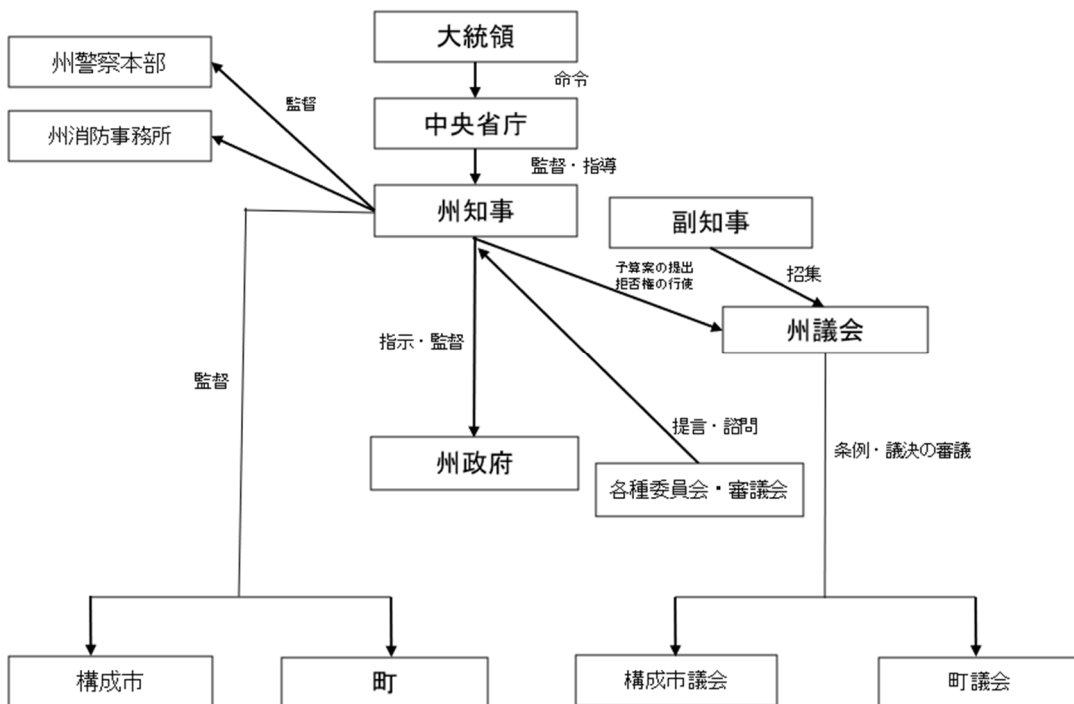 大統領
州警察本部
命令
監督
中央省庁
州消防事務所
監督・指導
州知事
副知事
予算案の提出
拒否権の行使
招集
州議会
指示・監督
監督
提言・諮問
条例・議決の審議
州政府
各種委員会・審議会
構成市
町
構成市議会
町議会